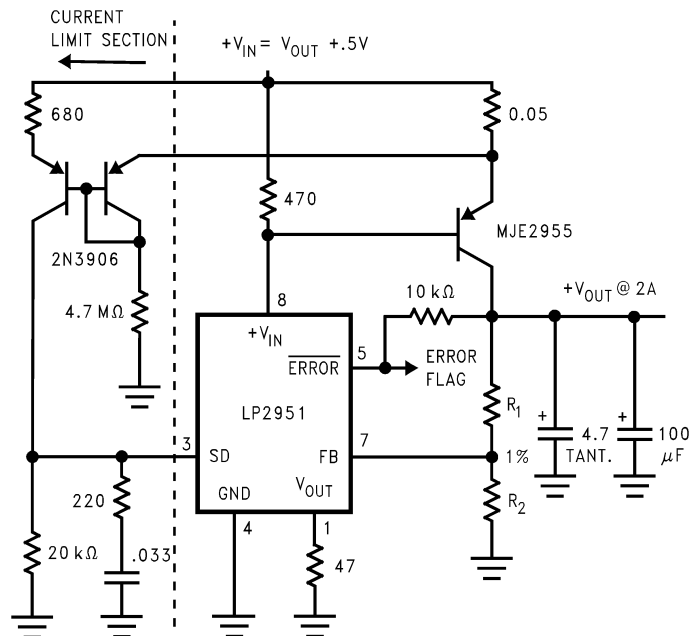 CURRENT
LIMIT SECTION
+V_IN = V_OUT +.5V
680
0.05
470
MJE2955
2N3906
4.7 MΩ
8
10 kΩ
+V_OUT @ 2A
+V_IN
ERROR
5
ERROR
FLAG
R1
LP2951
3
SD
FB
7
1%
+
4.7
TANT.
+
100
μF
220
GND
V_OUT
R2
20 kΩ
.033
4
1
47